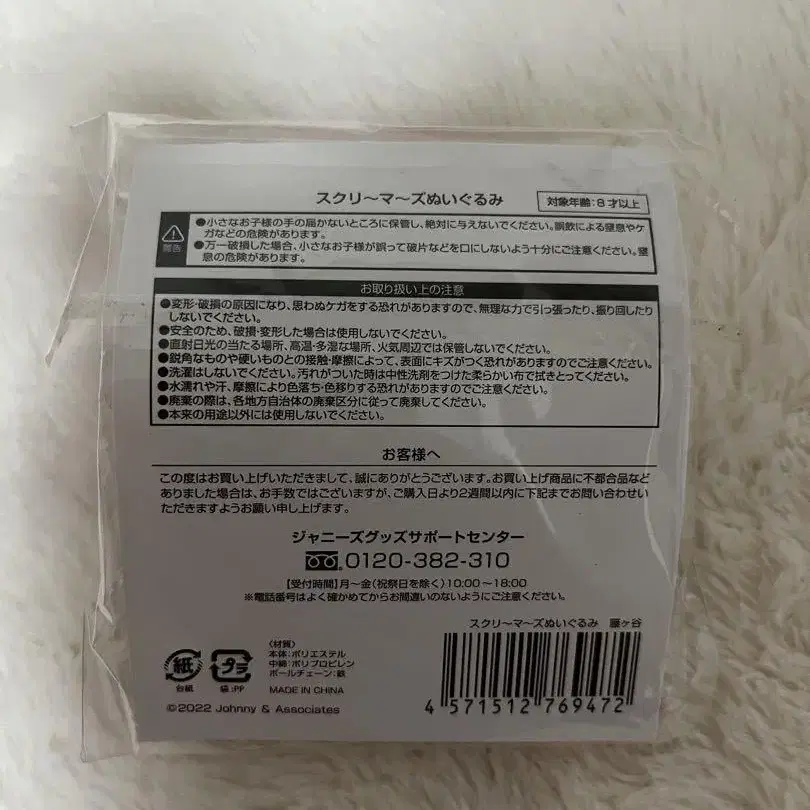 スクリ〜マ〜ズぬいぐるみ
対象年齢:8才以上
警告
●小さなお子様の手の届かないところに保管し、絶対に与えないでください。誤飲による窒息やケ
ガなどの危険があります。
●万一破損した場合、小さなお子様が誤って破片などを口にしないよう十分にご注意ください。窒
息の危険があります。
お取り扱い上の注意
●変形・破損の原因になり、思わぬケガをする恐れがありますので、無理な力で引っ張ったり、振り回したり
しないでください。
●安全のため、破損・変形した場合は使用しないでください。
●直射日光の当たる場所、高温・多湿な場所、火気周辺では保管しないでください。
●鋭角なものや硬いものとの接触・摩擦によって、表面にキズがつく恐れがありますのでご注意ください。
●洗濯はしないでください。汚れがついた時は中性洗剤をつけた柔らかい布で拭きとってください。
●水濡れや汗、摩擦により色落ち・色移りする恐れがありますのでご注意ください。
●廃棄の際は、各地方自治体の廃棄区分に従って廃棄してください。
●本来の用途以外には使用しないでください。
お客様へ
この度はお買い上げいただきまして、誠にありがとうございます。お買い上げ商品に不都合品など
ありました場合は、お手数ではございますが、ご購入日より2週間以内に下記までお問い合わせい
ただきますようお願い申し上げます。
ジャニーズグッズサポートセンター
0120-382-310
【受付時間】月〜金(祝祭日を除く)10:00〜18:00
※電話番号はよく確かめてからお間違いのないようにご注意ください。
スクリ〜マ〜ズぬいぐるみ 藤ヶ谷
紙
台紙
プラ
袋:PP
〈材質〉
本体:ポリエステル
中綿:ポリプロピレン
ボールチェーン:鉄
MADE IN CHINA
©2022 Johnny & Associates
4 571512 769472